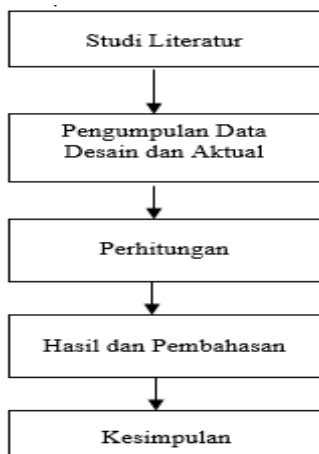 Studi Literatur
Pengumpulan Data
Desain dan Aktual
Perhitungan
Hasil dan Pembahasan
Kesimpulan